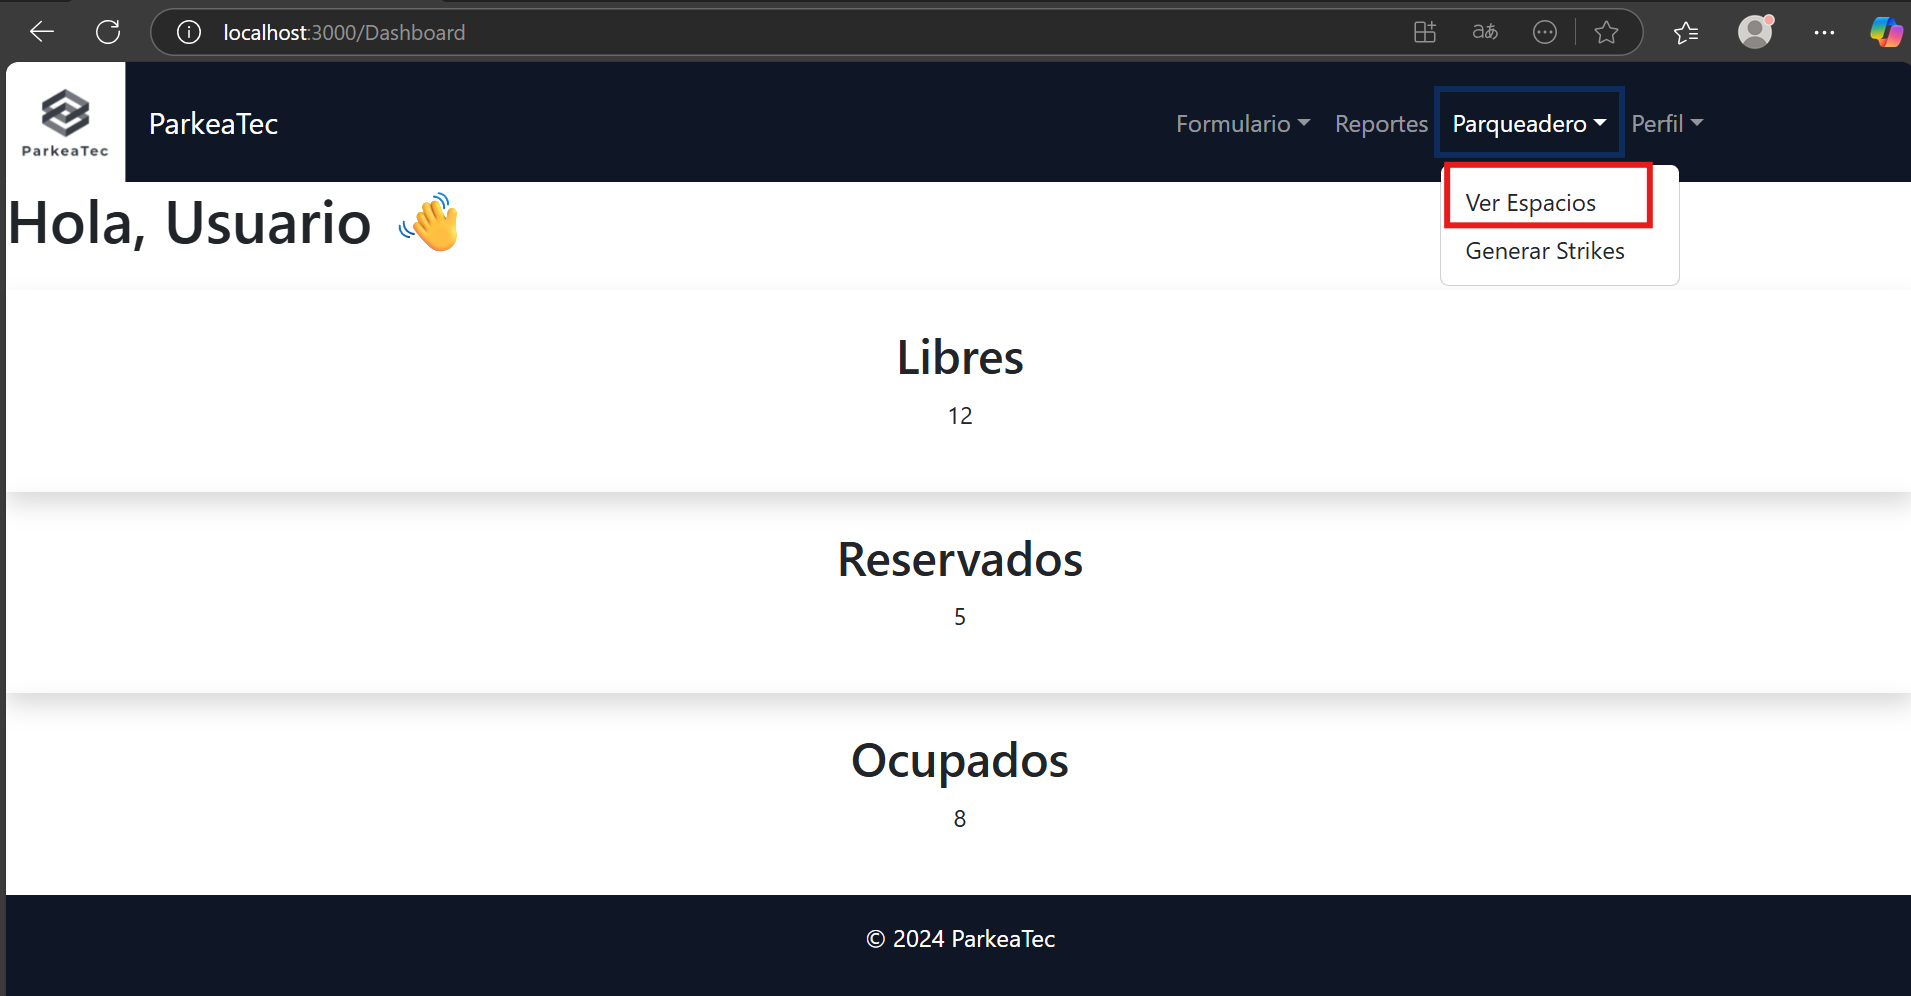 localhost:3000/Dashboard
ParkeaTec
ParkeaTec
Formulario
Reportes
Parqueadero
Perfil
Ver Espacios
Generar Strikes
Hola, Usuario 👋
Libres
12
Reservados
5
Ocupados
8
© 2024 ParkeaTec